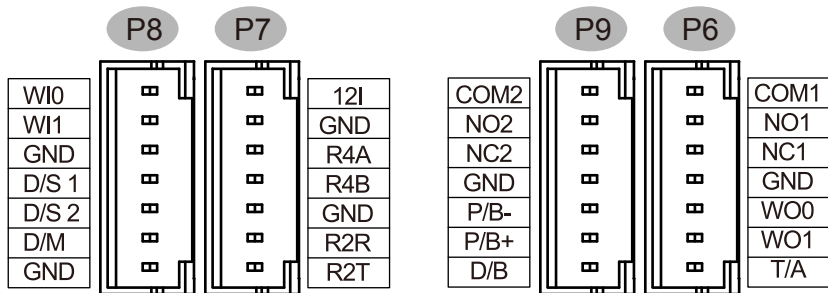 P8 P7 P9 P6
WI0 12I COM2 COM1
WI1 GND NO2 NO1
GND R4A NC2 NC1
D/S 1 R4B GND GND
D/S 2 GND P/B- WO0
D/M R2R P/B+ WO1
GND R2T D/B T/A